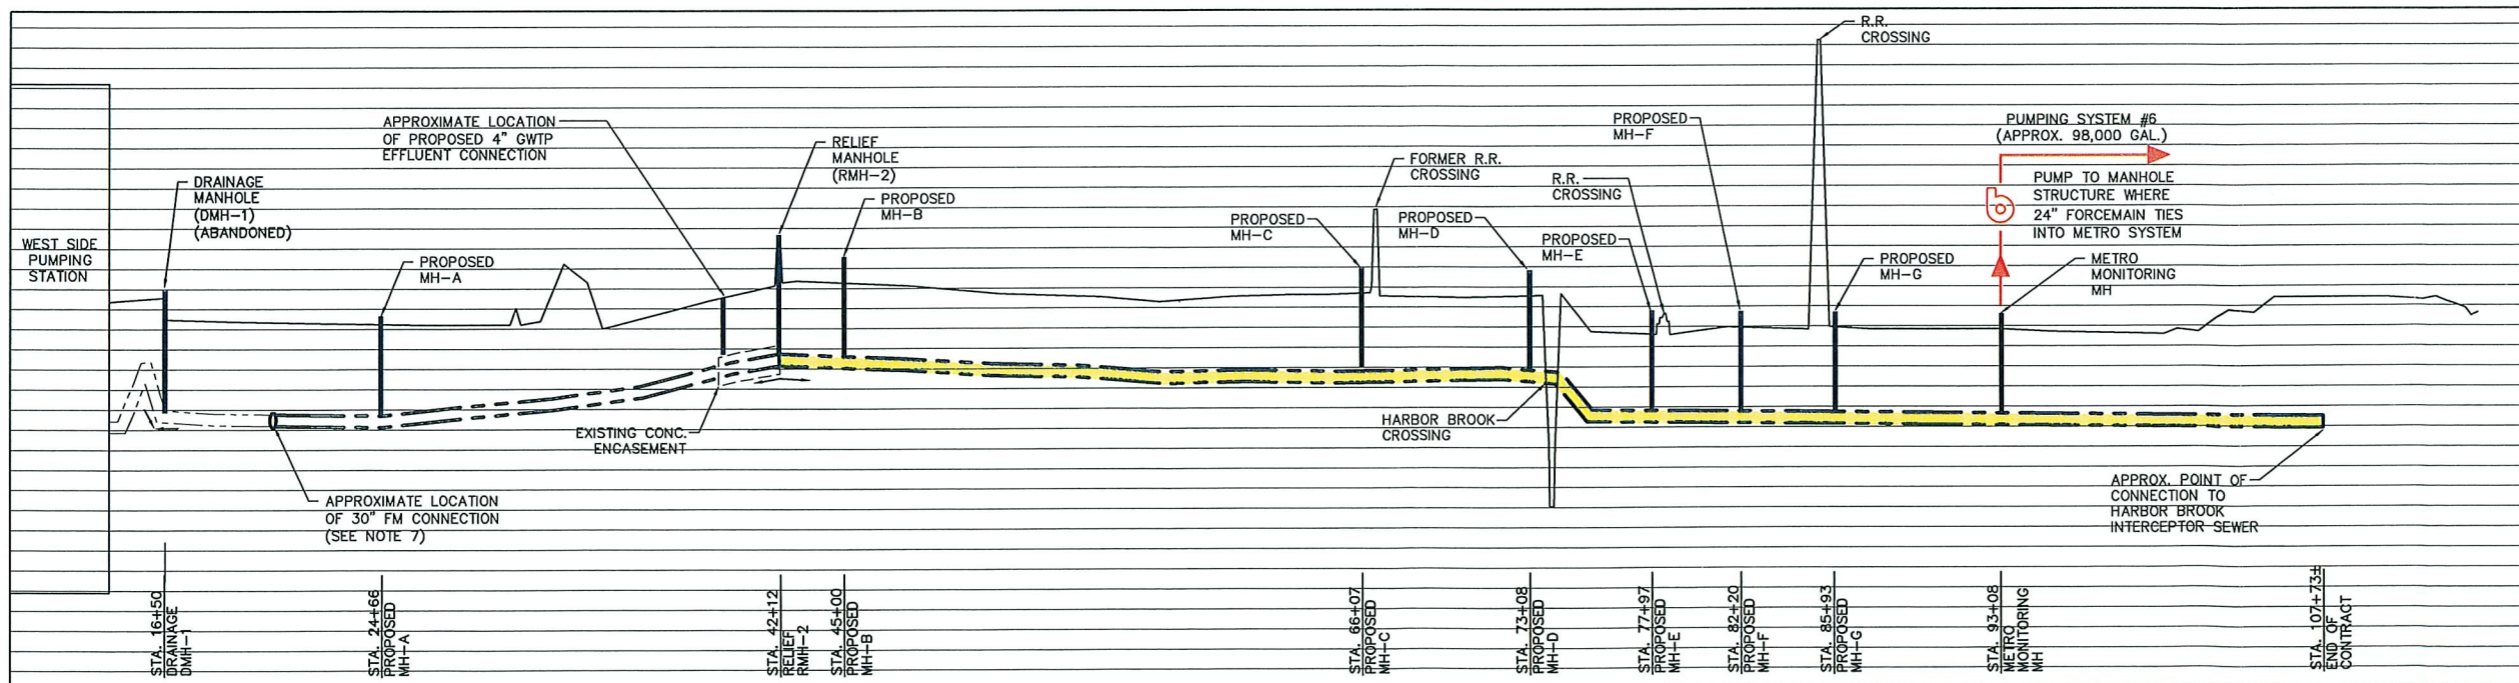 R.R.
CROSSING
APPROXIMATE LOCATION
OF PROPOSED 4" GWTP
EFFLUENT CONNECTION
PROPOSED
MH-F
PUMPING SYSTEM #6
(APPROX. 98,000 GAL.)
RELIEF
MANHOLE
(RMH-2)
FORMER R.R.
CROSSING
R.R.
CROSSING
PUMP TO MANHOLE
STRUCTURE WHERE
24" FORCEMAIN TIES
INTO METRO SYSTEM
DRAINAGE
MANHOLE
(DMH-1)
(ABANDONED)
PROPOSED
MH-B
PROPOSED
MH-C
PROPOSED
MH-D
WEST SIDE
PUMPING
STATION
PROPOSED
MH-A
PROPOSED
MH-E
PROPOSED
MH-G
METRO
MONITORING
MH
EXISTING CONC.
ENCASEMENT
HARBOR BROOK
CROSSING
APPROXIMATE LOCATION
OF 30" FM CONNECTION
(SEE NOTE 7)
APPROX. POINT OF
CONNECTION TO
HARBOR BROOK
INTERCEPTOR SEWER
STA. 16+50
DRAINAGE
DMH-1
STA. 24+66
PROPOSED
MH-A
STA. 42+12
RELIEF
RMH-2
STA. 45+00
PROPOSED
MH-B
STA. 66+07
PROPOSED
MH-C
STA. 73+08
PROPOSED
MH-D
STA. 77+97
PROPOSED
MH-E
STA. 82+20
PROPOSED
MH-F
STA. 85+93
PROPOSED
MH-G
STA. 93+08
METRO
MONITORING
MH
STA. 107+73±
END OF
CONTRACT